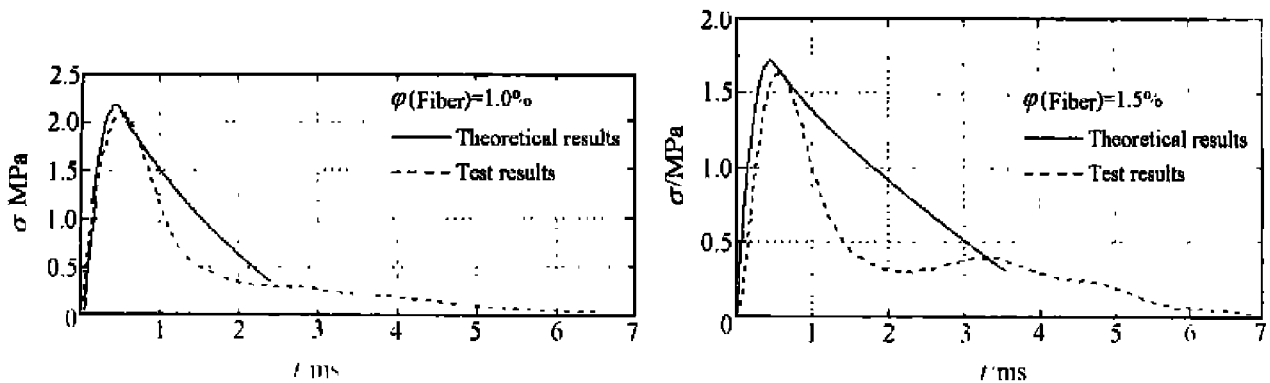 2.5
2.0
1.5
1.0
0.5
0
1
2
3
4
5
6
7
σ MPa
t ms
φ(Fiber)=1.0%
Theoretical results
Test results
2.0
1.5
1.0
0.5
0
1
2
3
4
5
6
7
σ/MPa
t/ms
φ(Fiber)=1.5%
Theoretical results
Test results